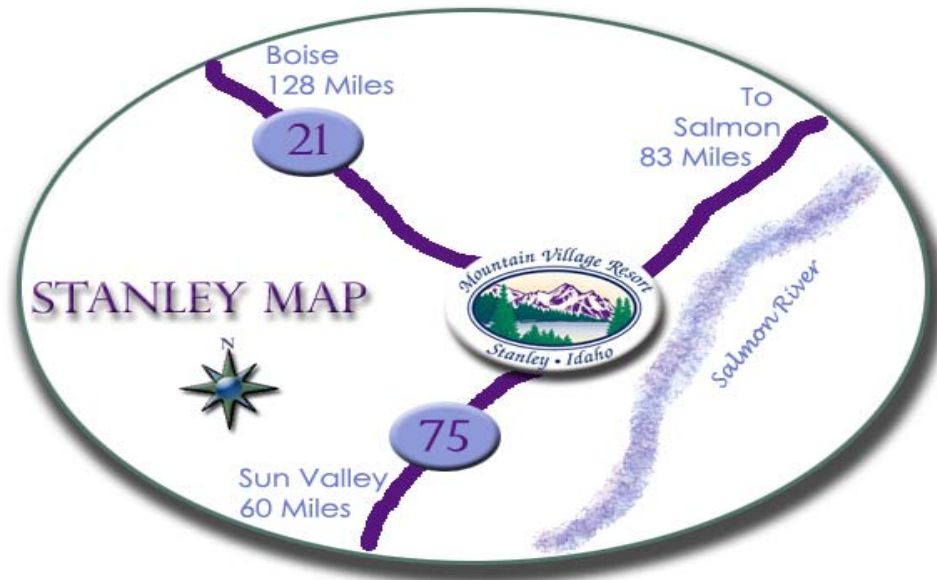 Boise
128 Miles
21
To
Salmon
83 Miles
Mountain Village Resort
Stanley • Idaho
STANLEY MAP
N
Salmon River
75
Sun Valley
60 Miles